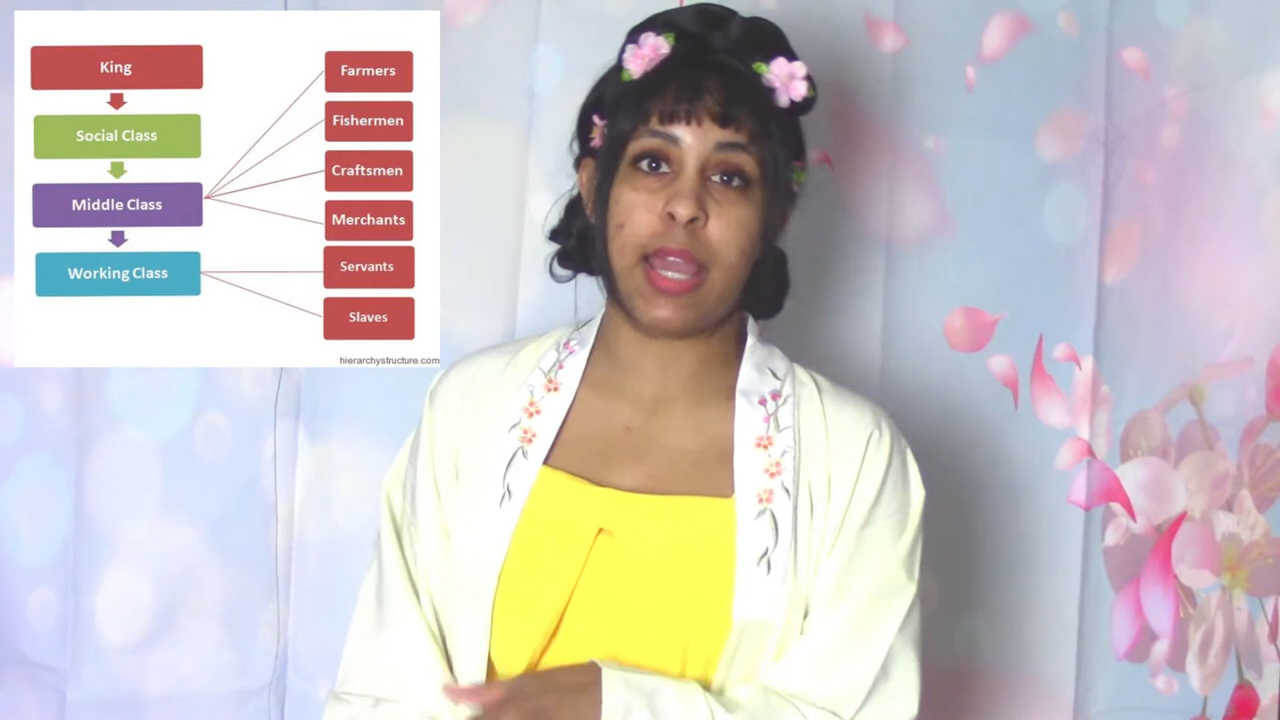 King
Social Class
Middle Class
Working Class
Farmers
Fishermen
Craftsmen
Merchants
Servants
Slaves
hierarchystructure.com